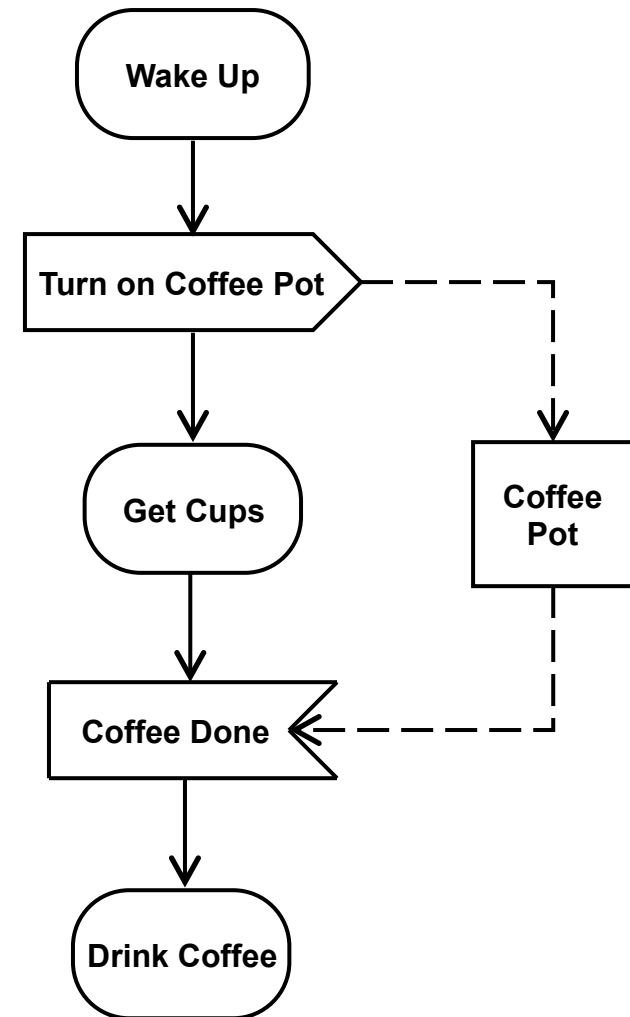 Wake Up
Turn on Coffee Pot
Get Cups
Coffee
Pot
Coffee Done
Drink Coffee